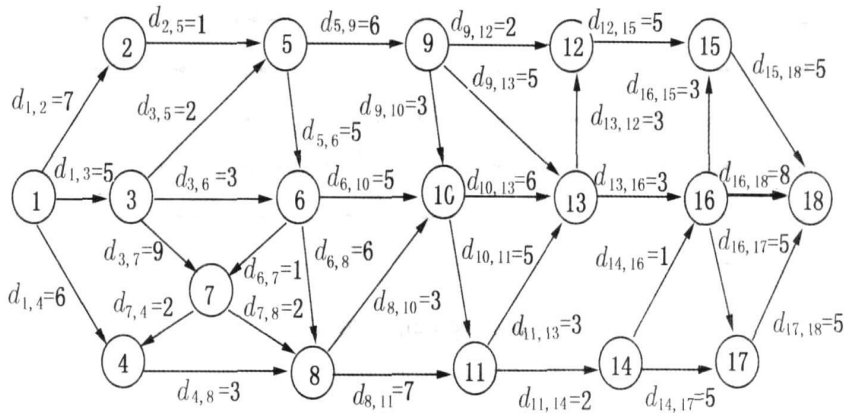 d2,5=1
d5,9=6
d9,12=2
d12,15=5
2
5
9
12
15
d1,2=7
d3,5=2
d5,6=5
d9,10=3
d9,13=5
d13,12=3
d16,15=3
d15,18=5
d1,3=5
d3,6=3
d6,10=5
d10,13=6
d13,16=3
d16,18=8
1
3
6
10
13
16
18
d1,4=6
d3,7=9
d6,7=1
d6,8=6
d10,11=5
d14,16=1
d16,17=5
7
d7,4=2
d7,8=2
d8,10=3
d11,13=3
d17,18=5
4
8
11
14
17
d4,8=3
d8,11=7
d11,14=2
d14,17=5